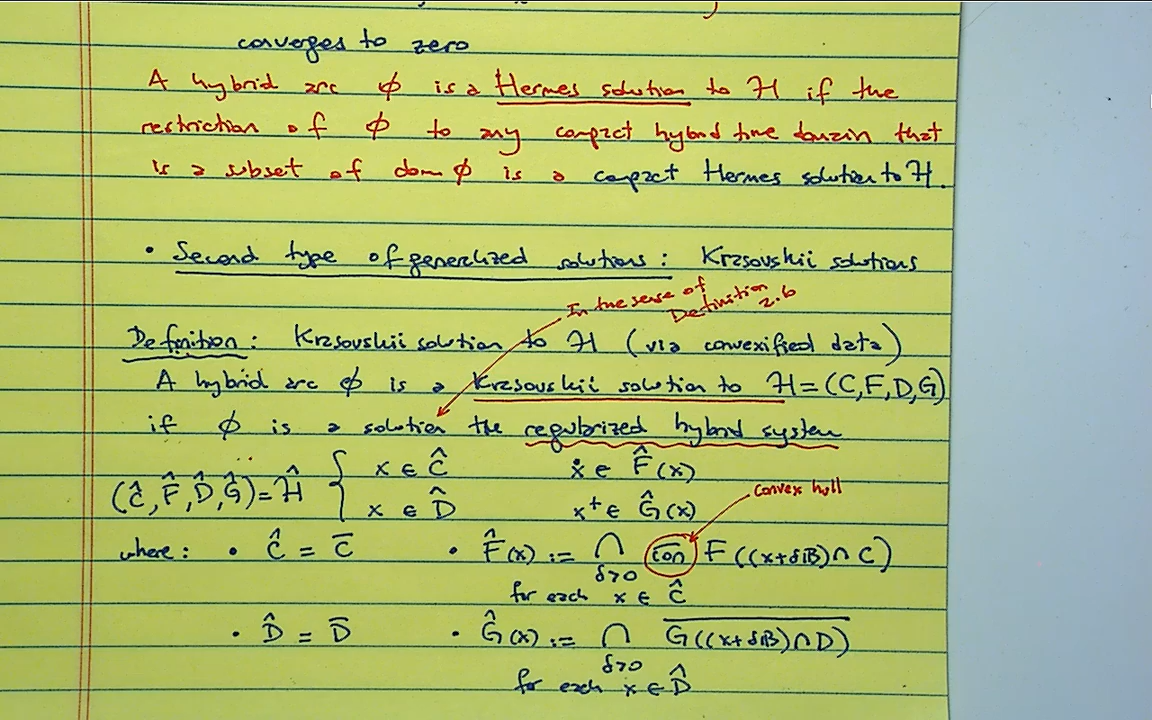 converges to zero
A hybrid arc ϕ is a Hermes solution to H if the
restriction of ϕ to any compact hybrid time domain that
is a subset of dom ϕ is a compact Hermes solution to H.
• Second type of generalized solutions: Krasovskii solutions
In the sense of
Definition 2.6
Definition: Krasovskii solution to H (via convexified data)
A hybrid arc ϕ is a Krasovskii solution to H = (C,F,D,G)
if ϕ is a solution the regularized hybrid system
(Ĉ, F̂, D̂, Ĝ) = Ĥ { x ∈ Ĉ ẋ ∈ F̂(x)
x ∈ D̂ x⁺ ∈ Ĝ(x)
convex hull
where: • Ĉ = C̅ • F̂(x) := ∩_{δ>0} \overline{con} F((x+δ𝔹)∩C)
for each x ∈ Ĉ
• D̂ = D̅ • Ĝ(x) := ∩_{δ>0} \overline{G((x+δ𝔹)∩D)}
for each x ∈ D̂